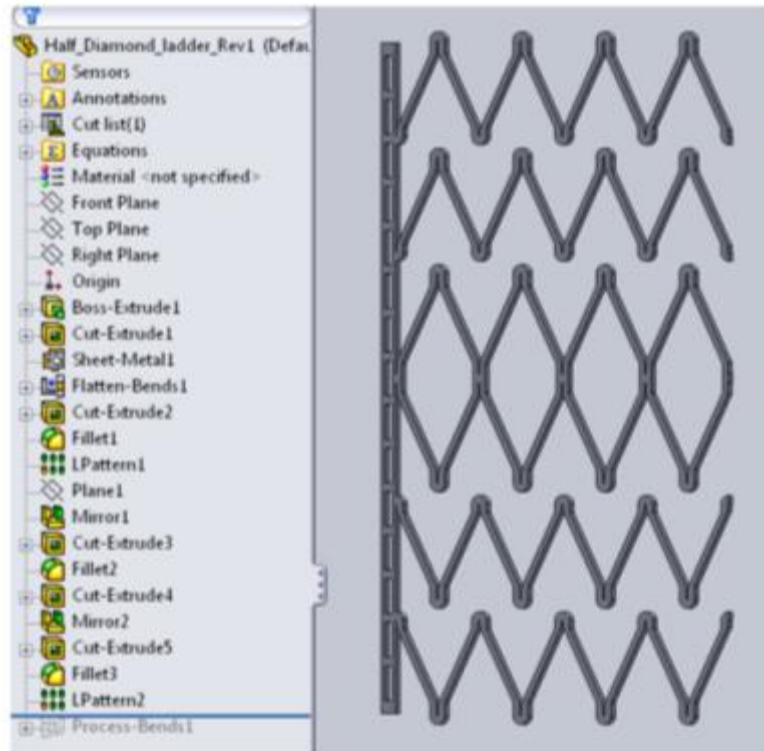 Half_Diamond_ladder_Rev1 (Defau
Sensors
Annotations
Cut list(1)
Equations
Material <not specified>
Front Plane
Top Plane
Right Plane
Origin
Boss-Extrude1
Cut-Extrude1
Sheet-Metal1
Flatten-Bends1
Cut-Extrude2
Fillet1
LPattern1
Plane1
Mirror1
Cut-Extrude3
Fillet2
Cut-Extrude4
Mirror2
Cut-Extrude5
Fillet3
LPattern2
Process-Bends1